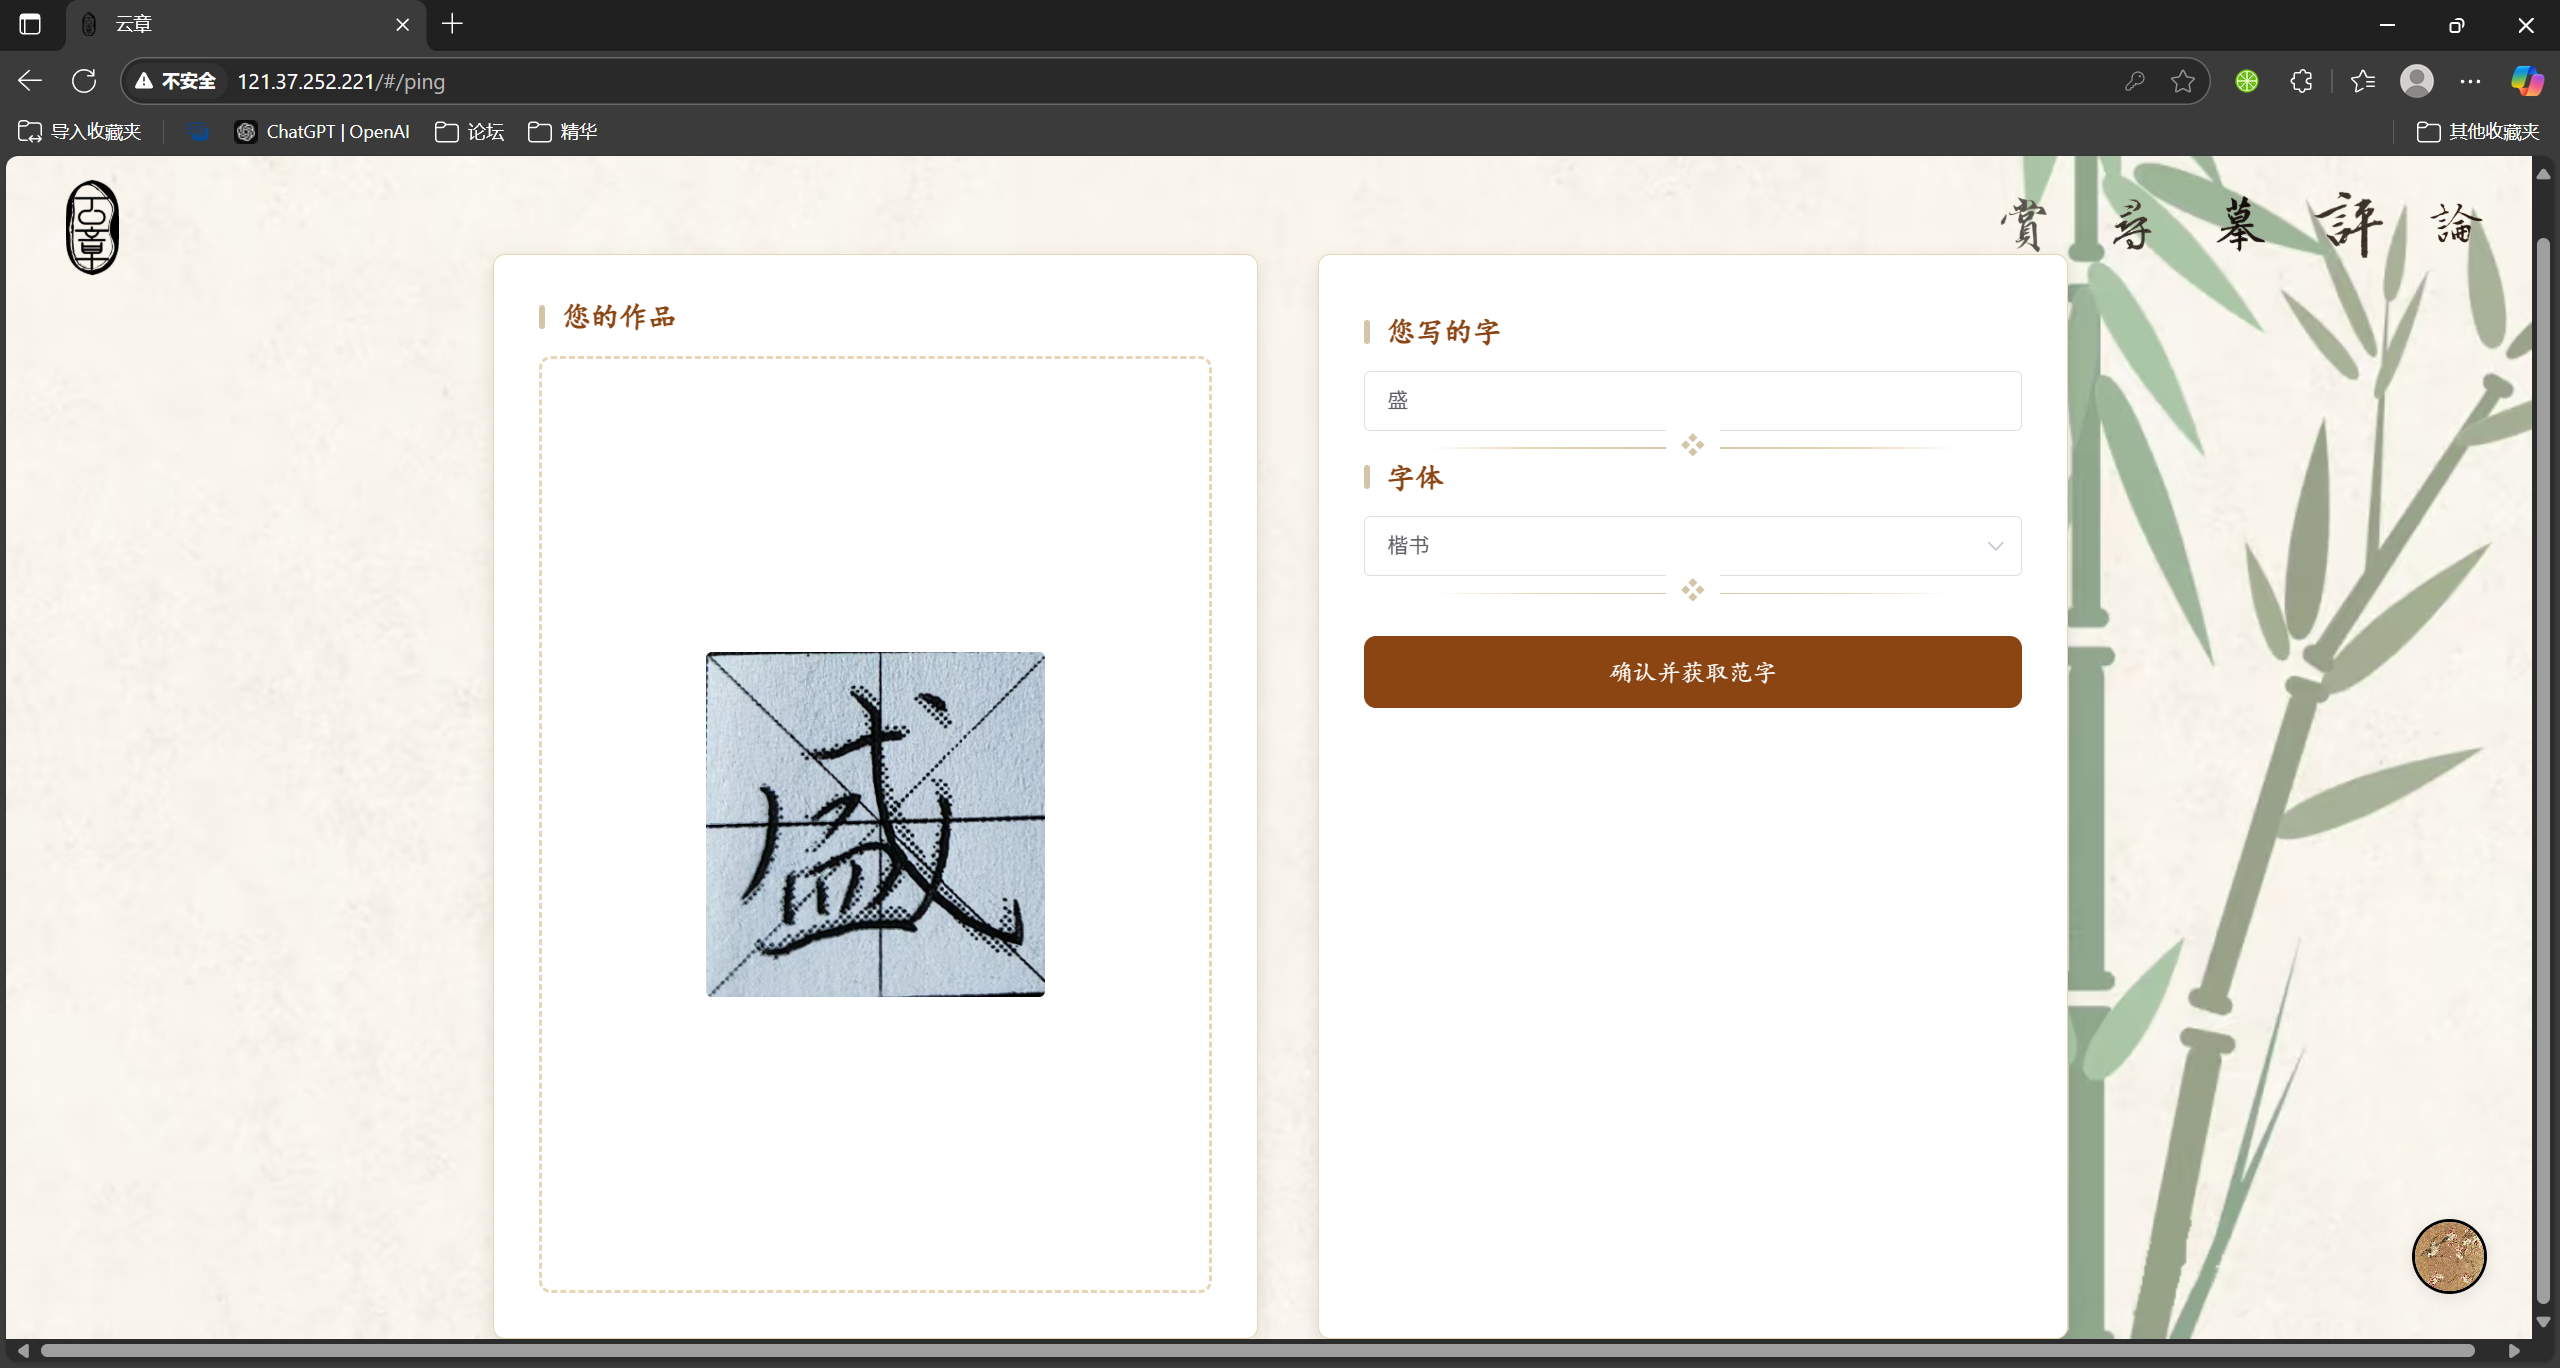 云章
不安全 121.37.252.221/#/ping
导入收藏夹 ChatGPT | OpenAI 论坛 精华 其他收藏夹
云章
賞 尋 摹 評 論
您的作品
盛
您写的字
盛
字体
楷书
确认并获取范字